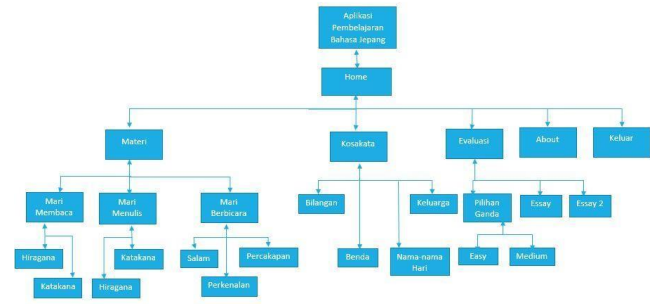 Aplikasi
Pembelajaran
Bahasa Jepang
Home
Materi
Kosakata
Evaluasi
About
Keluar
Mari
Membaca
Mari
Menulis
Mari
Berbicara
Bilangan
Keluarga
Pilihan
Ganda
Essay
Essay 2
Hiragana
Katakana
Salam
Percakapan
Benda
Nama-nama
Hari
Easy
Medium
Katakana
Hiragana
Perkenalan